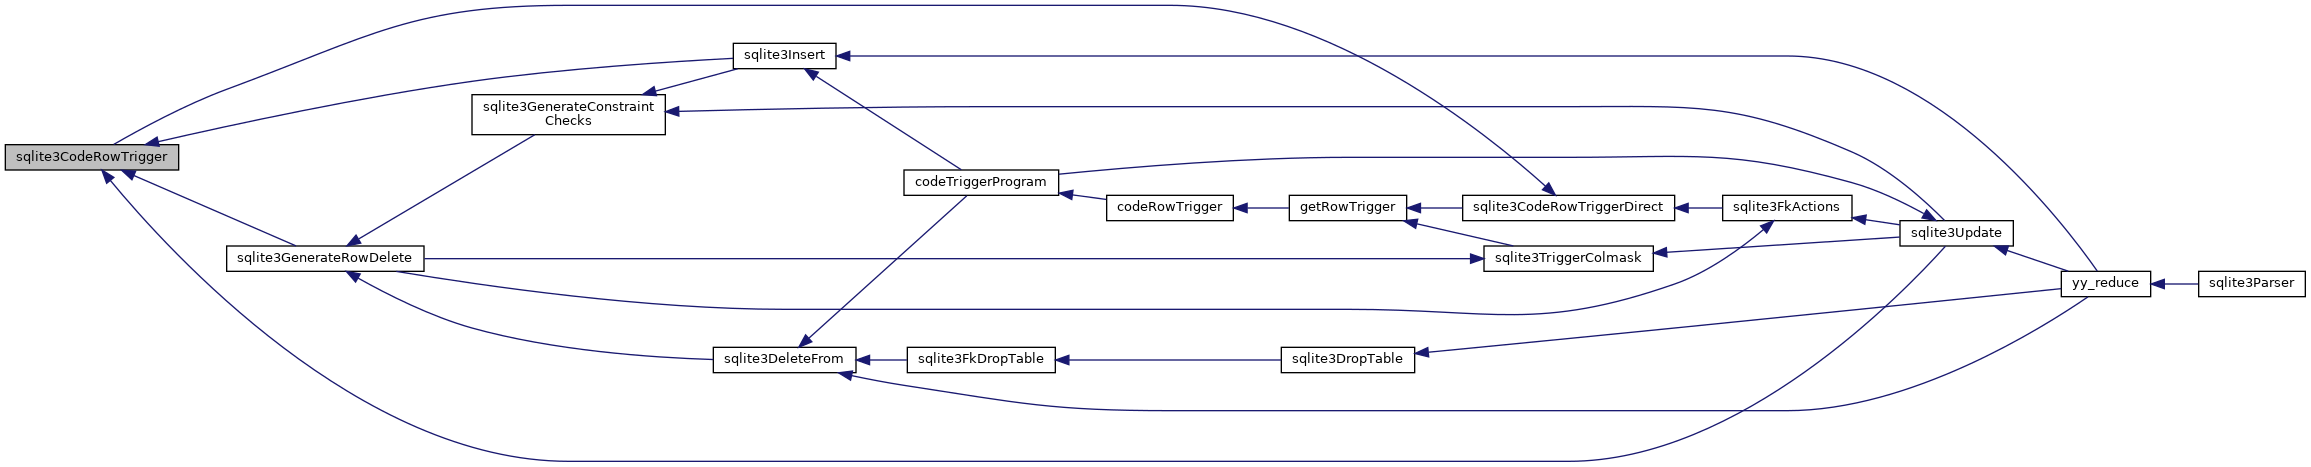 sqlite3CodeRowTrigger
sqlite3Insert
sqlite3GenerateConstraint
Checks
sqlite3GenerateRowDelete
sqlite3DeleteFrom
codeTriggerProgram
codeRowTrigger
getRowTrigger
sqlite3CodeRowTriggerDirect
sqlite3FkActions
sqlite3TriggerColmask
sqlite3Update
sqlite3FkDropTable
sqlite3DropTable
yy_reduce
sqlite3Parser